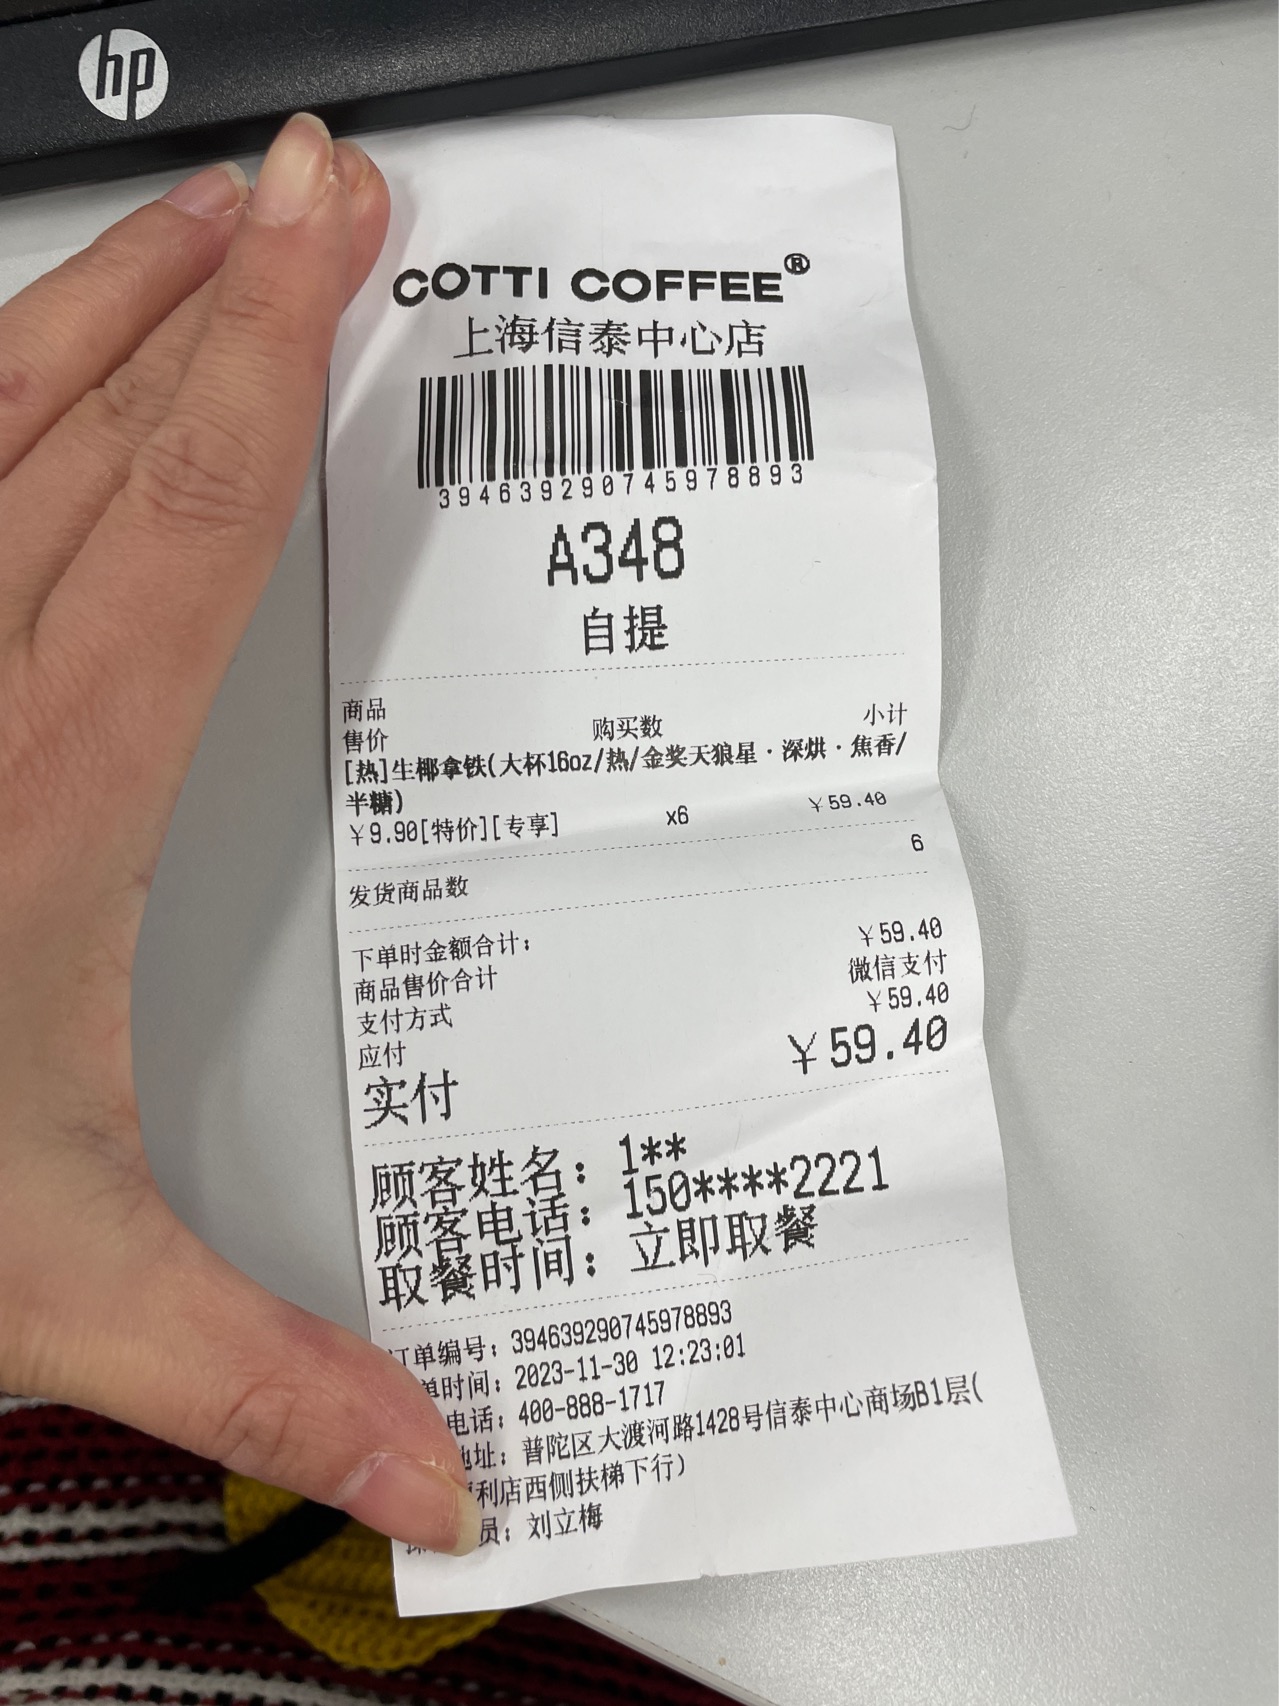 hp
COTTI COFFEE®
上海信泰中心店
394639290745978893
A348
自提
商品
售价 购买数 小计
[热]生椰拿铁(大杯16oz/热/金奖天狼星·深烘·焦香/
半糖)
￥9.90[特价][专享] x6 ￥59.40
发货商品数 6
下单时金额合计:
商品售价合计 ￥59.40
支付方式 微信支付
应付 ￥59.40
实付 ￥59.40
顾客姓名: 1**
顾客电话: 150****2221
取餐时间: 立即取餐
订单编号: 394639290745978893
单时间: 2023-11-30 12:23:01
电话: 400-888-1717
地址: 普陀区大渡河路1428号信泰中心商场B1层(
利店西侧扶梯下行)
员: 刘立梅